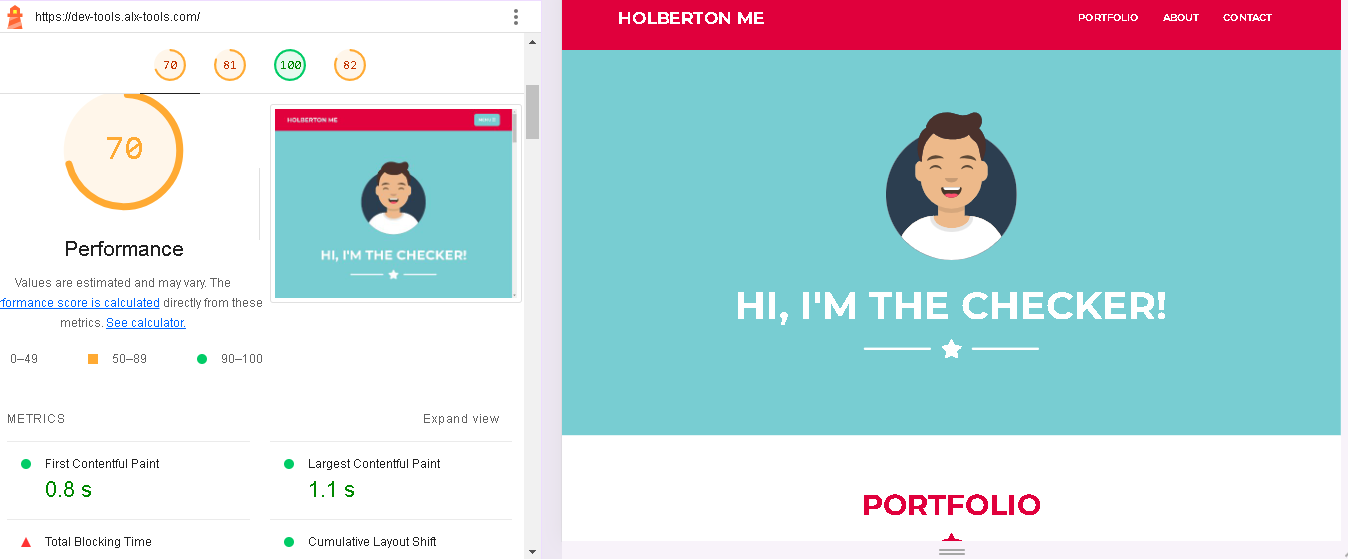 https://dev-tools.alx-tools.com/
70
81
100
82
70
Performance
Values are estimated and may vary. The
rformance score is calculated directly from these
metrics. See calculator.
0–49
50–89
90–100
METRICS
Expand view
First Contentful Paint
0.8 s
Largest Contentful Paint
1.1 s
Total Blocking Time
Cumulative Layout Shift
HOLBERTON ME
HI, I'M THE CHECKER!
HOLBERTON ME
PORTFOLIO
ABOUT
CONTACT
HI, I'M THE CHECKER!
PORTFOLIO